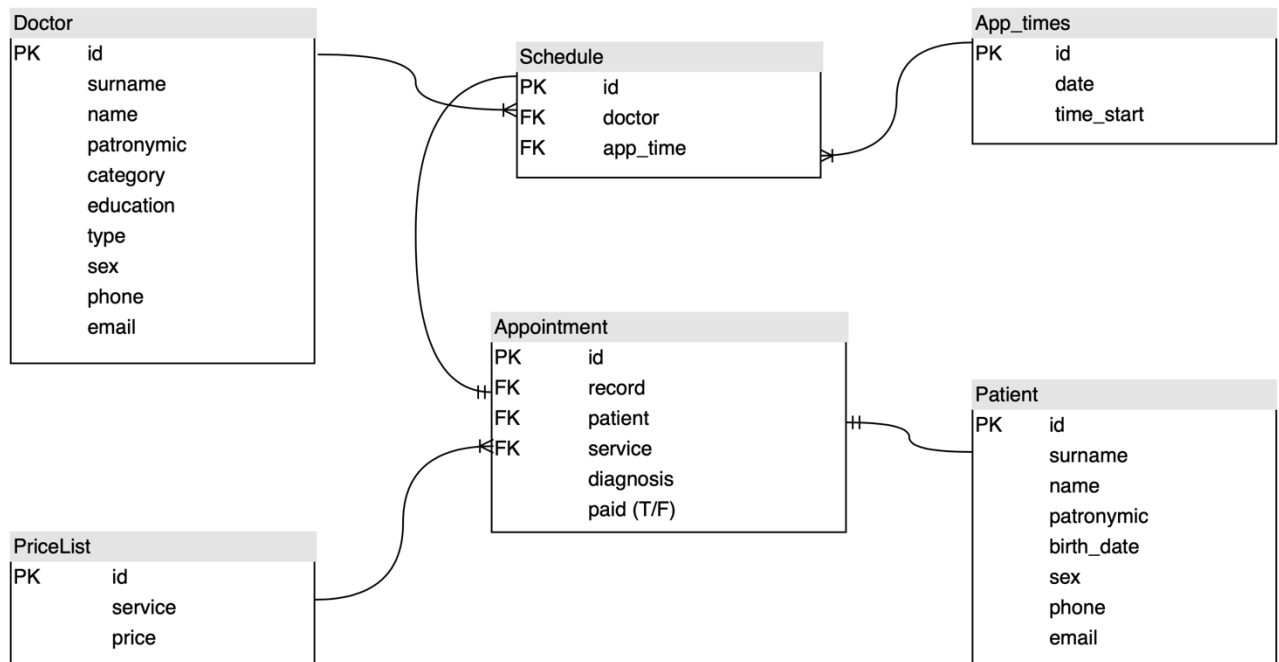 Doctor
PK id
surname
name
patronymic
category
education
type
sex
phone
email
Schedule
PK id
FK doctor
FK app_time
App_times
PK id
date
time_start
Appointment
PK id
FK record
FK patient
FK service
diagnosis
paid (T/F)
PriceList
PK id
service
price
Patient
PK id
surname
name
patronymic
birth_date
sex
phone
email